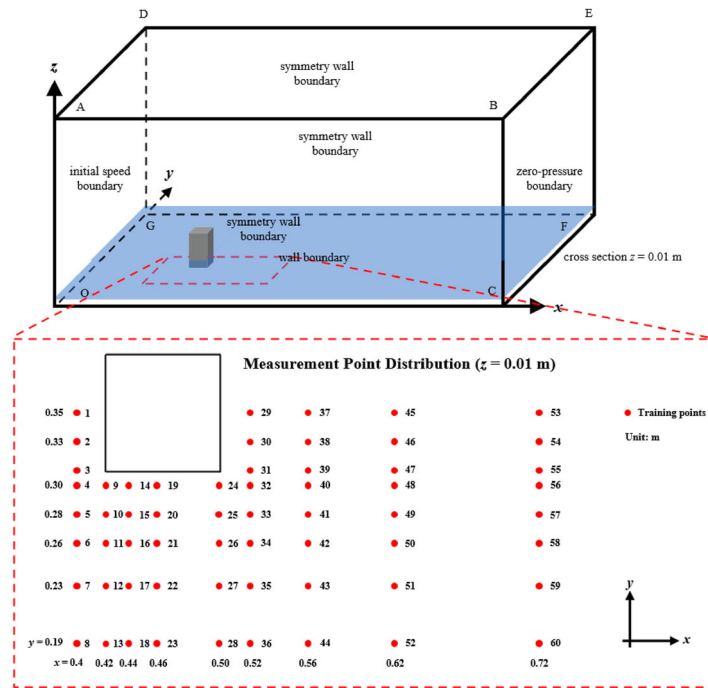 D
E
z
symmetry wall
boundary
A
B
symmetry wall
boundary
initial speed
boundary
y
zero-pressure
boundary
G
symmetry wall
boundary
F
wall boundary
cross section z = 0.01 m
O
C
x
Measurement Point Distribution (z = 0.01 m)
0.35 1 29 37 45 53 Training points
0.33 2 30 38 46 54 Unit: m
3 31 39 47 55
0.30 4 9 14 19 24 32 40 48 56
0.28 5 10 15 20 25 33 41 49 57
0.26 6 11 16 21 26 34 42 50 58
0.23 7 12 17 22 27 35 43 51 59
y
x
y = 0.19 8 13 18 23 28 36 44 52 60
x = 0.4 0.42 0.44 0.46 0.50 0.52 0.56 0.62 0.72